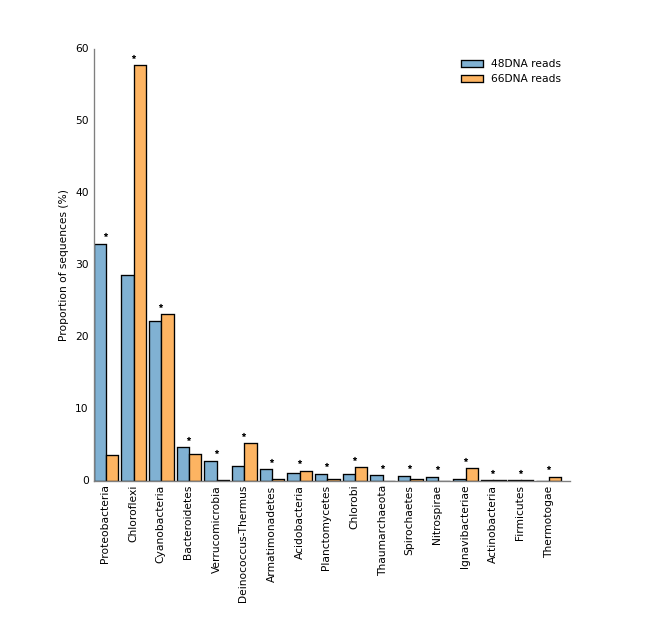 60
48DNA reads
66DNA reads
50
40
30
20
10
0
Proportion of sequences (%)
* * * * * * * * * * * * * * * * *
Proteobacteria
Chloroflexi
Cyanobacteria
Bacteroidetes
Verrucomicrobia
Deinococcus-Thermus
Armatimonadetes
Acidobacteria
Planctomycetes
Chlorobi
Thaumarchaeota
Spirochaetes
Nitrospirae
Ignavibacteriae
Actinobacteria
Firmicutes
Thermotogae